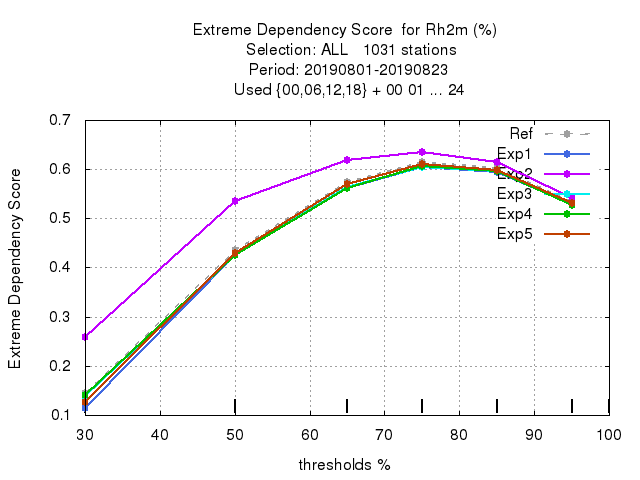 Extreme Dependency Score  for Rh2m (%)
Selection: ALL   1031 stations
Period: 20190801-20190823
Used {00,06,12,18} + 00 01 ... 24
Extreme Dependency Score
0.7
0.6
0.5
0.4
0.3
0.2
0.1
Ref
Exp1
Exp2
Exp3
Exp4
Exp5
30 40 50 60 70 80 90 100
thresholds %